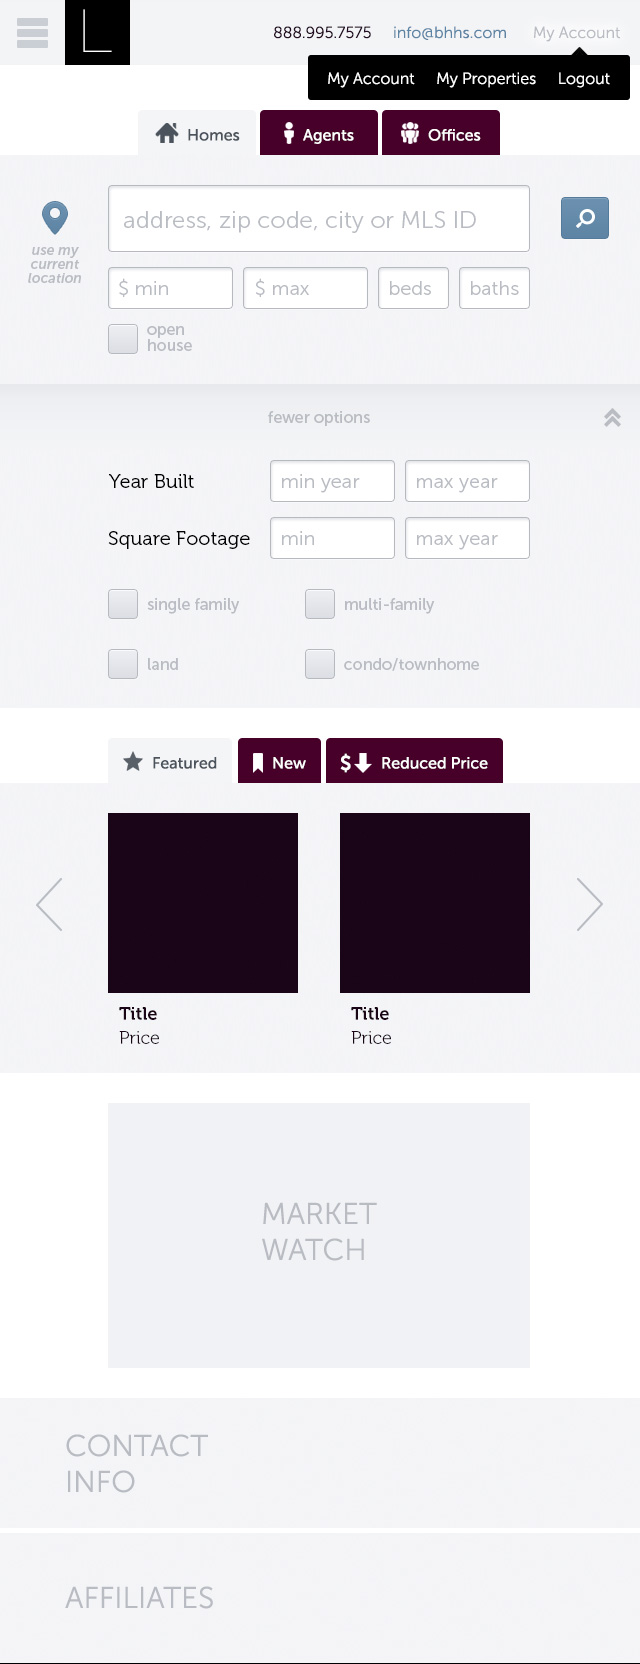 L
888.995.7575 info@bhhs.com My Account
My Account My Properties Logout
Homes Agents Offices
address, zip code, city or MLS ID
use my
current
location
$ min $ max beds baths
open
house
fewer options
Year Built min year max year
Square Footage min max year
single family multi-family
land condo/townhome
Featured New $ Reduced Price
Title Title
Price Price
MARKET
WATCH
CONTACT
INFO
AFFILIATES